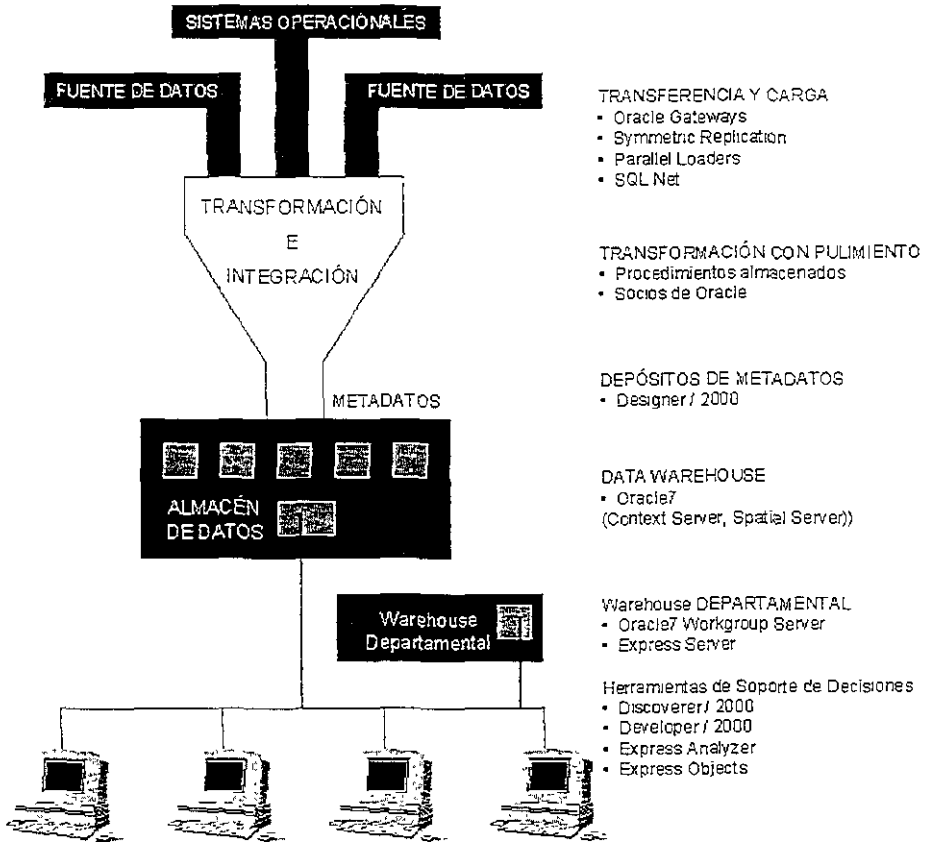 SISTEMAS OPERACIÓNALES
FUENTE DE DATOS
FUENTE DE DATOS
TRANSFORMACIÓN
E
INTEGRACIÓN
METADATOS
ALMACÉN
DE DATOS
Warehouse
Departamental
TRANSFERENCIA Y CARGA
• Oracle Gateways
• Symmetric Replication
• Parallel Loaders
• SQL Net
TRANSFORMACIÓN CON PULIMIENTO
• Procedimientos almacenados
• Socios de Oracle
DEPÓSITOS DE METADATOS
• Designer / 2000
DATA WAREHOUSE
• Oracle7
(Context Server, Spatial Server))
Warehouse DEPARTAMENTAL
• Oracle7 Workgroup Server
• Express Server
Herramientas de Soporte de Decisiones
• Discoverer / 2000
• Developer / 2000
• Express Analyzer
• Express Objects